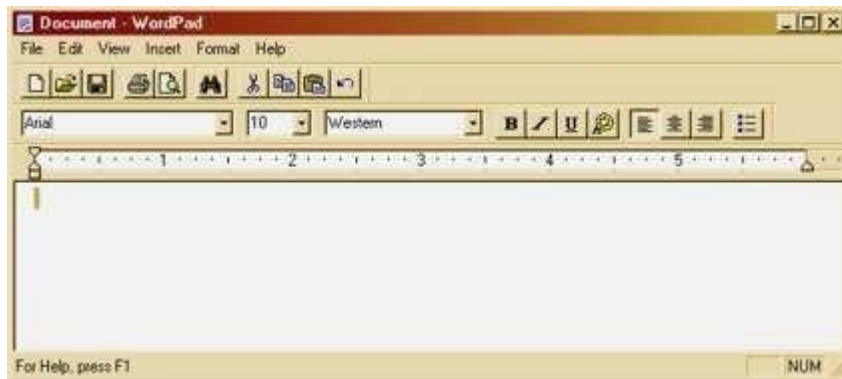 Document - WordPad
File Edit View Insert Format Help
Arial 10 Western B / U
1 2 3 4 5
For Help, press F1 NUM